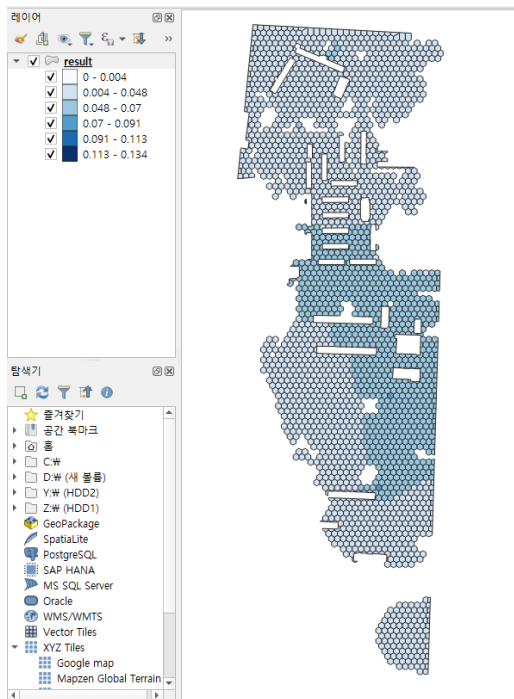 레이어
result
0 - 0.004
0.004 - 0.048
0.048 - 0.07
0.07 - 0.091
0.091 - 0.113
0.113 - 0.134
탐색기
즐겨찾기
공간 북마크
홈
C:₩
D:₩ (새 볼륨)
Y:₩ (HDD2)
Z:₩ (HDD1)
GeoPackage
SpatiaLite
PostgreSQL
SAP HANA
MS SQL Server
Oracle
WMS/WMTS
Vector Tiles
XYZ Tiles
Google map
Mapzen Global Terrain